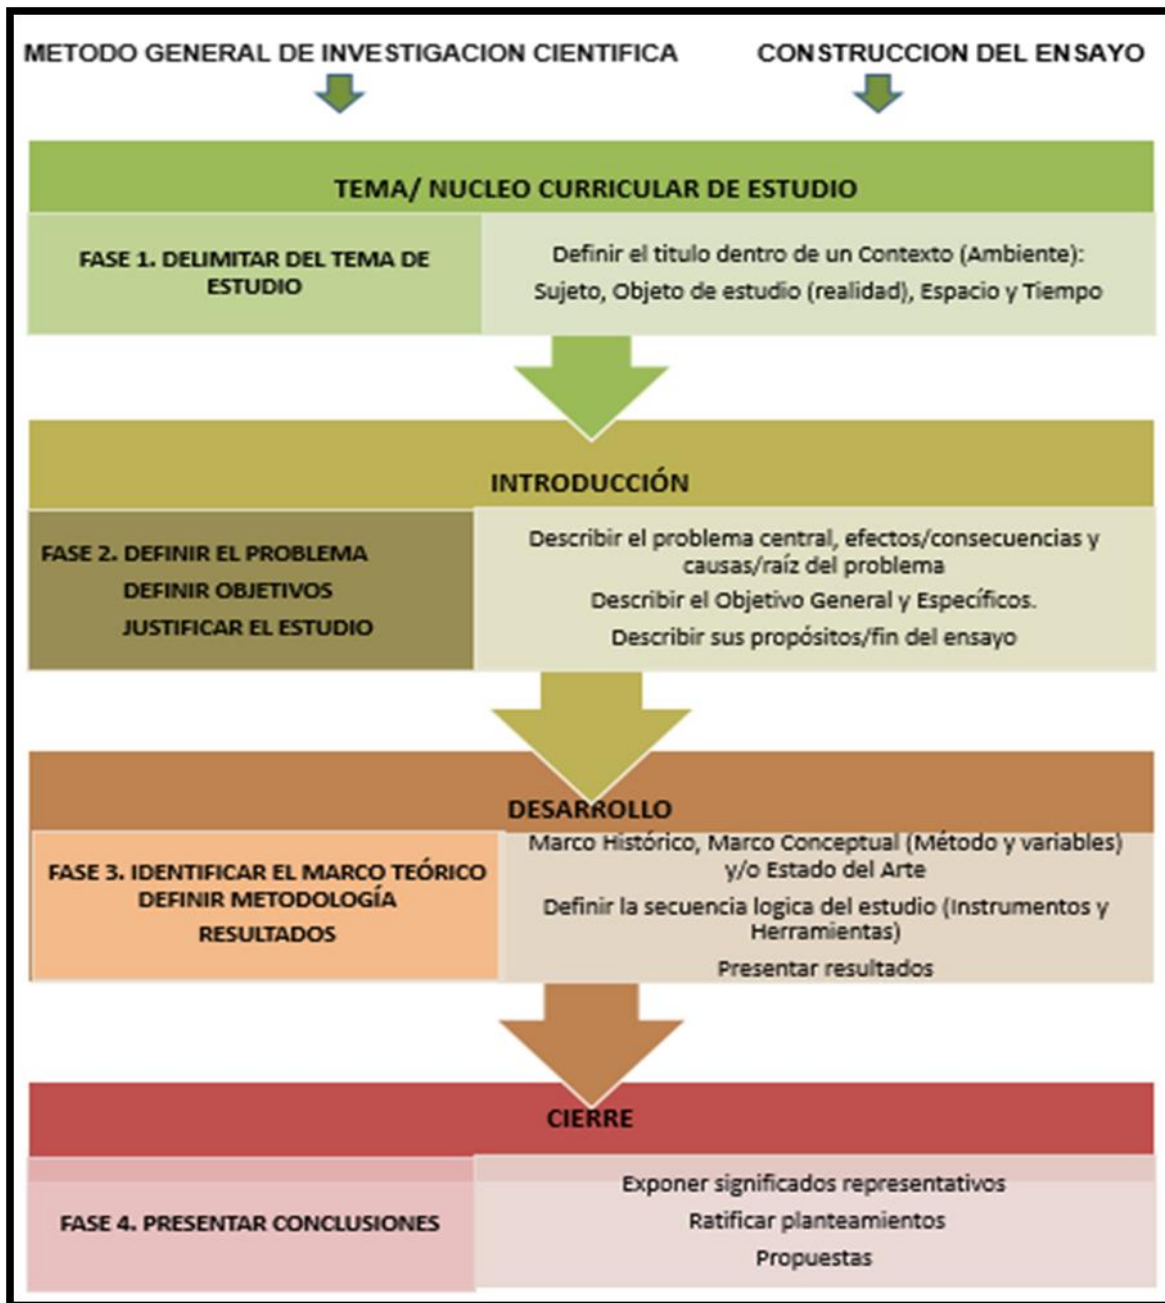 METODO GENERAL DE INVESTIGACION CIENTIFICA
CONSTRUCCION DEL ENSAYO
TEMA/ NUCLEO CURRICULAR DE ESTUDIO
FASE 1. DELIMITAR DEL TEMA DE
ESTUDIO
Definir el titulo dentro de un Contexto (Ambiente):
Sujeto, Objeto de estudio (realidad), Espacio y Tiempo
INTRODUCCIÓN
FASE 2. DEFINIR EL PROBLEMA
DEFINIR OBJETIVOS
JUSTIFICAR EL ESTUDIO
Describir el problema central, efectos/consecuencias y
causas/raíz del problema
Describir el Objetivo General y Específicos.
Describir sus propósitos/fin del ensayo
DESARROLLO
FASE 3. IDENTIFICAR EL MARCO TEÓRICO
DEFINIR METODOLOGÍA
RESULTADOS
Marco Histórico, Marco Conceptual (Método y variables)
y/o Estado del Arte
Definir la secuencia logica del estudio (Instrumentos y
Herramientas)
Presentar resultados
CIERRE
FASE 4. PRESENTAR CONCLUSIONES
Exponer significados representativos
Ratificar planteamientos
Propuestas